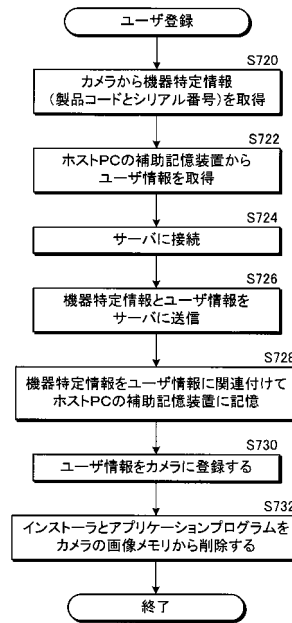 ユーザ登録
S720
カメラから機器特定情報
(製品コードとシリアル番号)を取得
S722
ホストPCの補助記憶装置から
ユーザ情報を取得
S724
サーバに接続
S726
機器特定情報とユーザ情報を
サーバに送信
S728
機器特定情報をユーザ情報に関連付けて
ホストPCの補助記憶装置に記憶
S730
ユーザ情報をカメラに登録する
S732
インストーラとアプリケーションプログラムを
カメラの画像メモリから削除する
終了